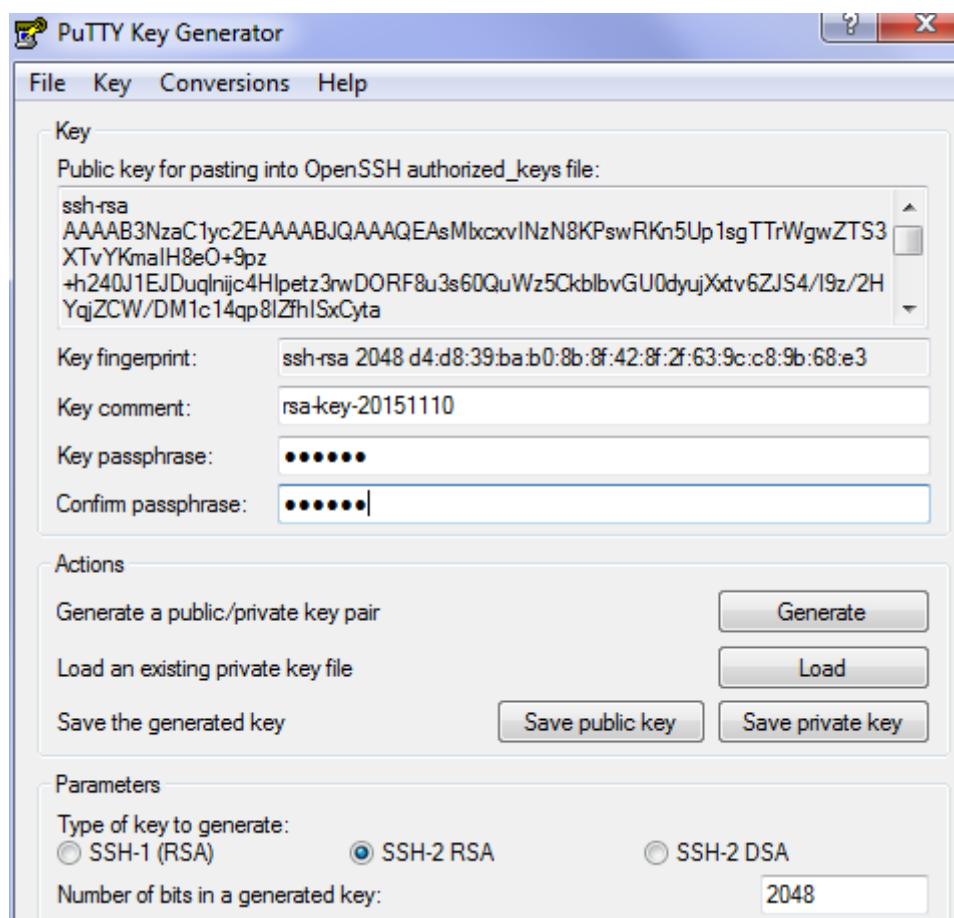 PuTTY Key Generator
File Key Conversions Help
Key
Public key for pasting into OpenSSH authorized_keys file:
ssh-rsa
AAAAB3NzaC1yc2EAAAABJQAAAQEAsMlxcxvINzN8KPswRKn5Up1sgTTrWgwZTS3
XTvYKmaIH8eO+9pz
+h240J1EJDuqlnijc4Hlpetz3rwDORF8u3s60QuWz5CkblbvGU0dyujXxtv6ZJS4/I9z/2H
YqjZCW/DM1c14qp8lZfhISxCyta
Key fingerprint: ssh-rsa 2048 d4:d8:39:ba:b0:8b:8f:42:8f:2f:63:9c:c8:9b:68:e3
Key comment: rsa-key-20151110
Key passphrase: ●●●●●●
Confirm passphrase: ●●●●●●
Actions
Generate a public/private key pair Generate
Load an existing private key file Load
Save the generated key Save public key Save private key
Parameters
Type of key to generate:
SSH-1 (RSA) SSH-2 RSA SSH-2 DSA
Number of bits in a generated key: 2048